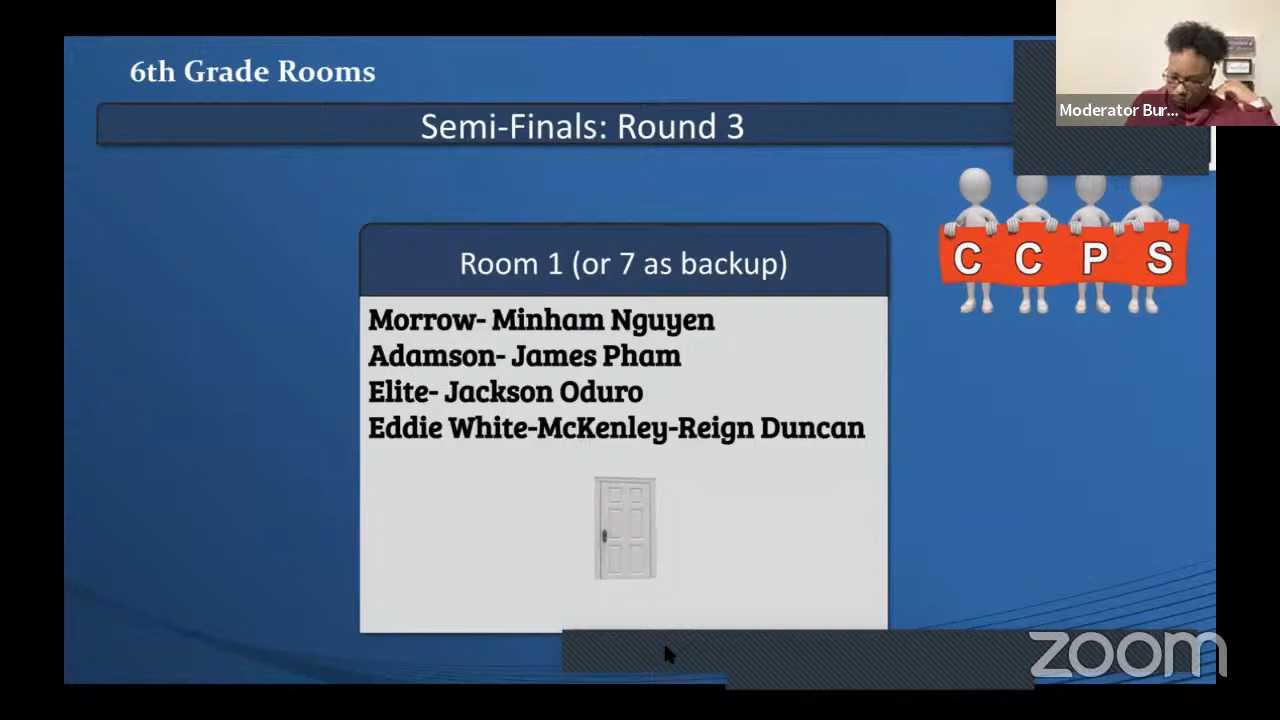 6th Grade Rooms
Semi-Finals: Round 3
Moderator Bur...
C C P S
Room 1 (or 7 as backup)
Morrow- Minham Nguyen
Adamson- James Pham
Elite- Jackson Oduro
Eddie White-McKenley-Reign Duncan
zoom